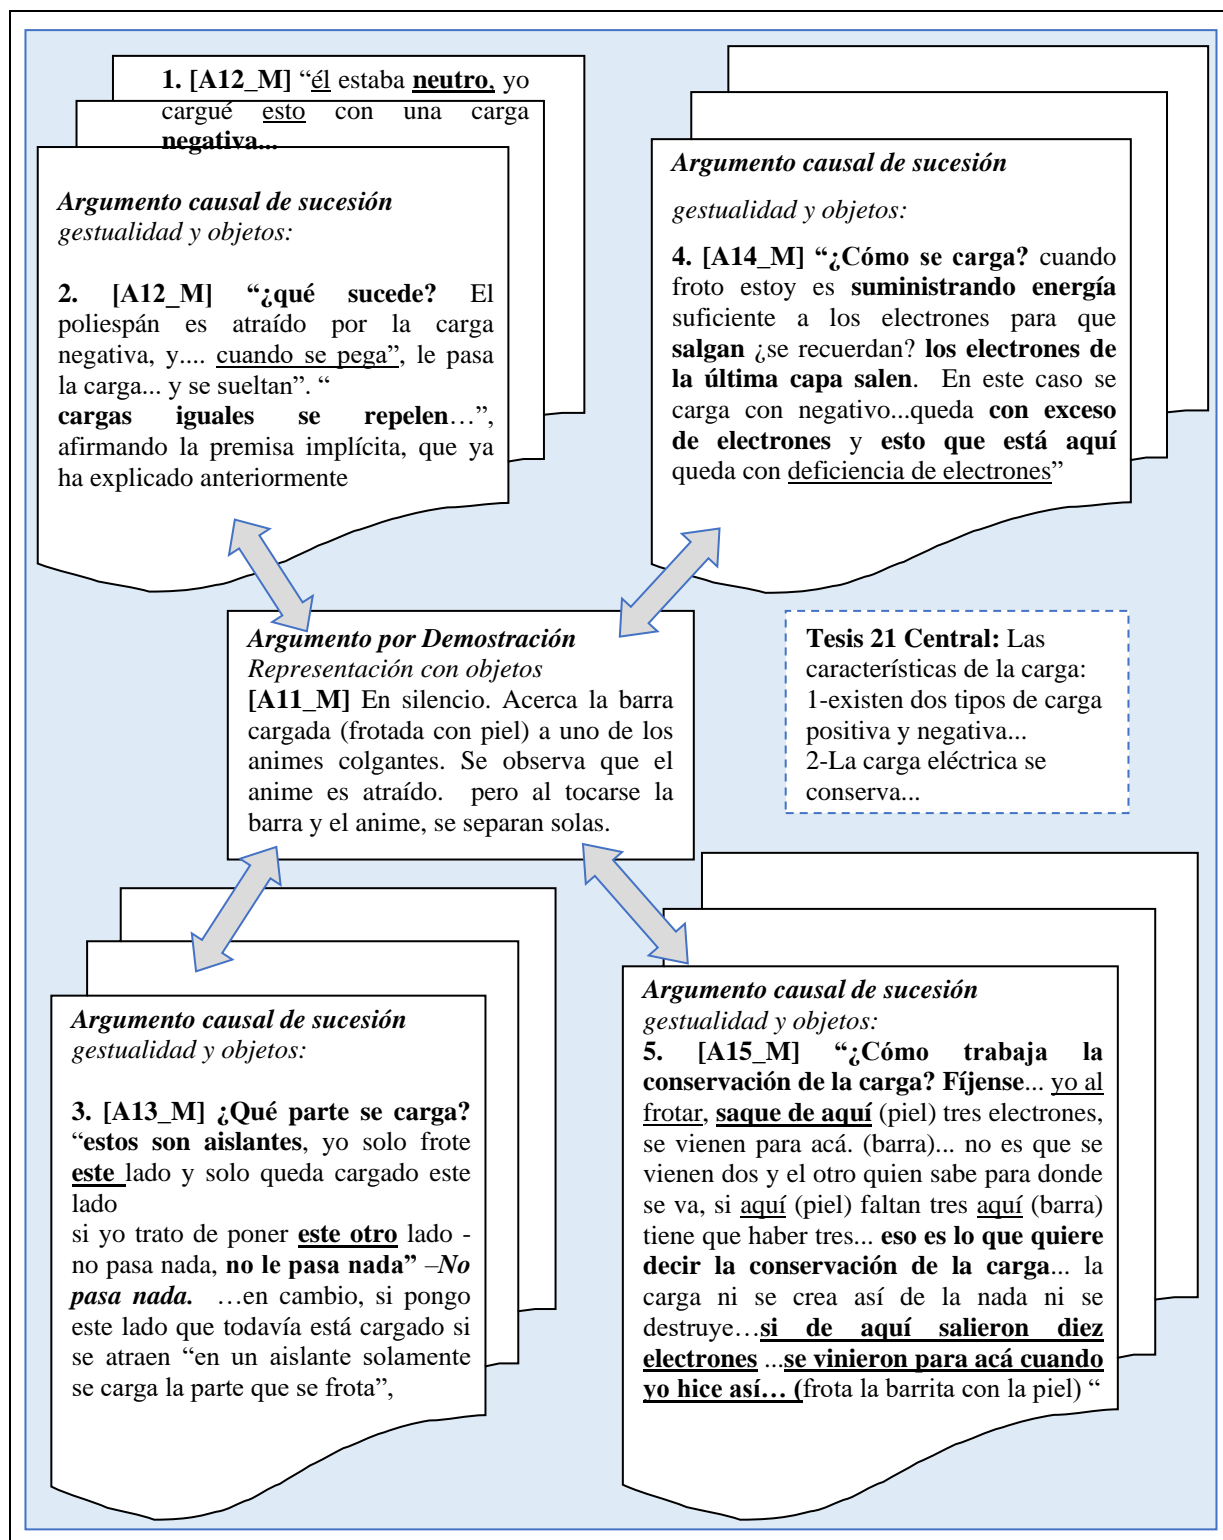 1. [A12_M] “él estaba neutro, yo
cargué esto con una carga
negativa...
Argumento causal de sucesión
gestualidad y objetos:
2. [A12_M] “¿qué sucede? El
poliespán es atraído por la carga
negativa, y.... cuando se pega”, le pasa
la carga... y se sueltan”. “
cargas iguales se repelen…”,
afirmando la premisa implícita, que ya
ha explicado anteriormente
Argumento causal de sucesión
gestualidad y objetos:
4. [A14_M] “¿Cómo se carga? cuando
froto estoy es suministrando energía
suficiente a los electrones para que
salgan ¿se recuerdan? los electrones de
la última capa salen. En este caso se
carga con negativo...queda con exceso
de electrones y esto que está aquí
queda con deficiencia de electrones”
Argumento por Demostración
Representación con objetos
[A11_M] En silencio. Acerca la barra
cargada (frotada con piel) a uno de los
animes colgantes. Se observa que el
anime es atraído. pero al tocarse la
barra y el anime, se separan solas.
Tesis 21 Central: Las
características de la carga:
1-existen dos tipos de carga
positiva y negativa...
2-La carga eléctrica se
conserva...
Argumento causal de sucesión
gestualidad y objetos:
3. [A13_M] ¿Qué parte se carga?
“estos son aislantes, yo solo frote
este lado y solo queda cargado este
lado
si yo trato de poner este otro lado -
no pasa nada, no le pasa nada” –No
pasa nada. …en cambio, si pongo
este lado que todavía está cargado si
se atraen “en un aislante solamente
se carga la parte que se frota”,
Argumento causal de sucesión
gestualidad y objetos:
5. [A15_M] “¿Cómo trabaja la
conservación de la carga? Fíjense... yo al
frotar, saque de aquí (piel) tres electrones,
se vienen para acá. (barra)... no es que se
vienen dos y el otro quien sabe para donde
se va, si aquí (piel) faltan tres aquí (barra)
tiene que haber tres... eso es lo que quiere
decir la conservación de la carga... la
carga ni se crea así de la nada ni se
destruye…si de aquí salieron diez
electrones ...se vinieron para acá cuando
yo hice así… (frota la barrita con la piel) “